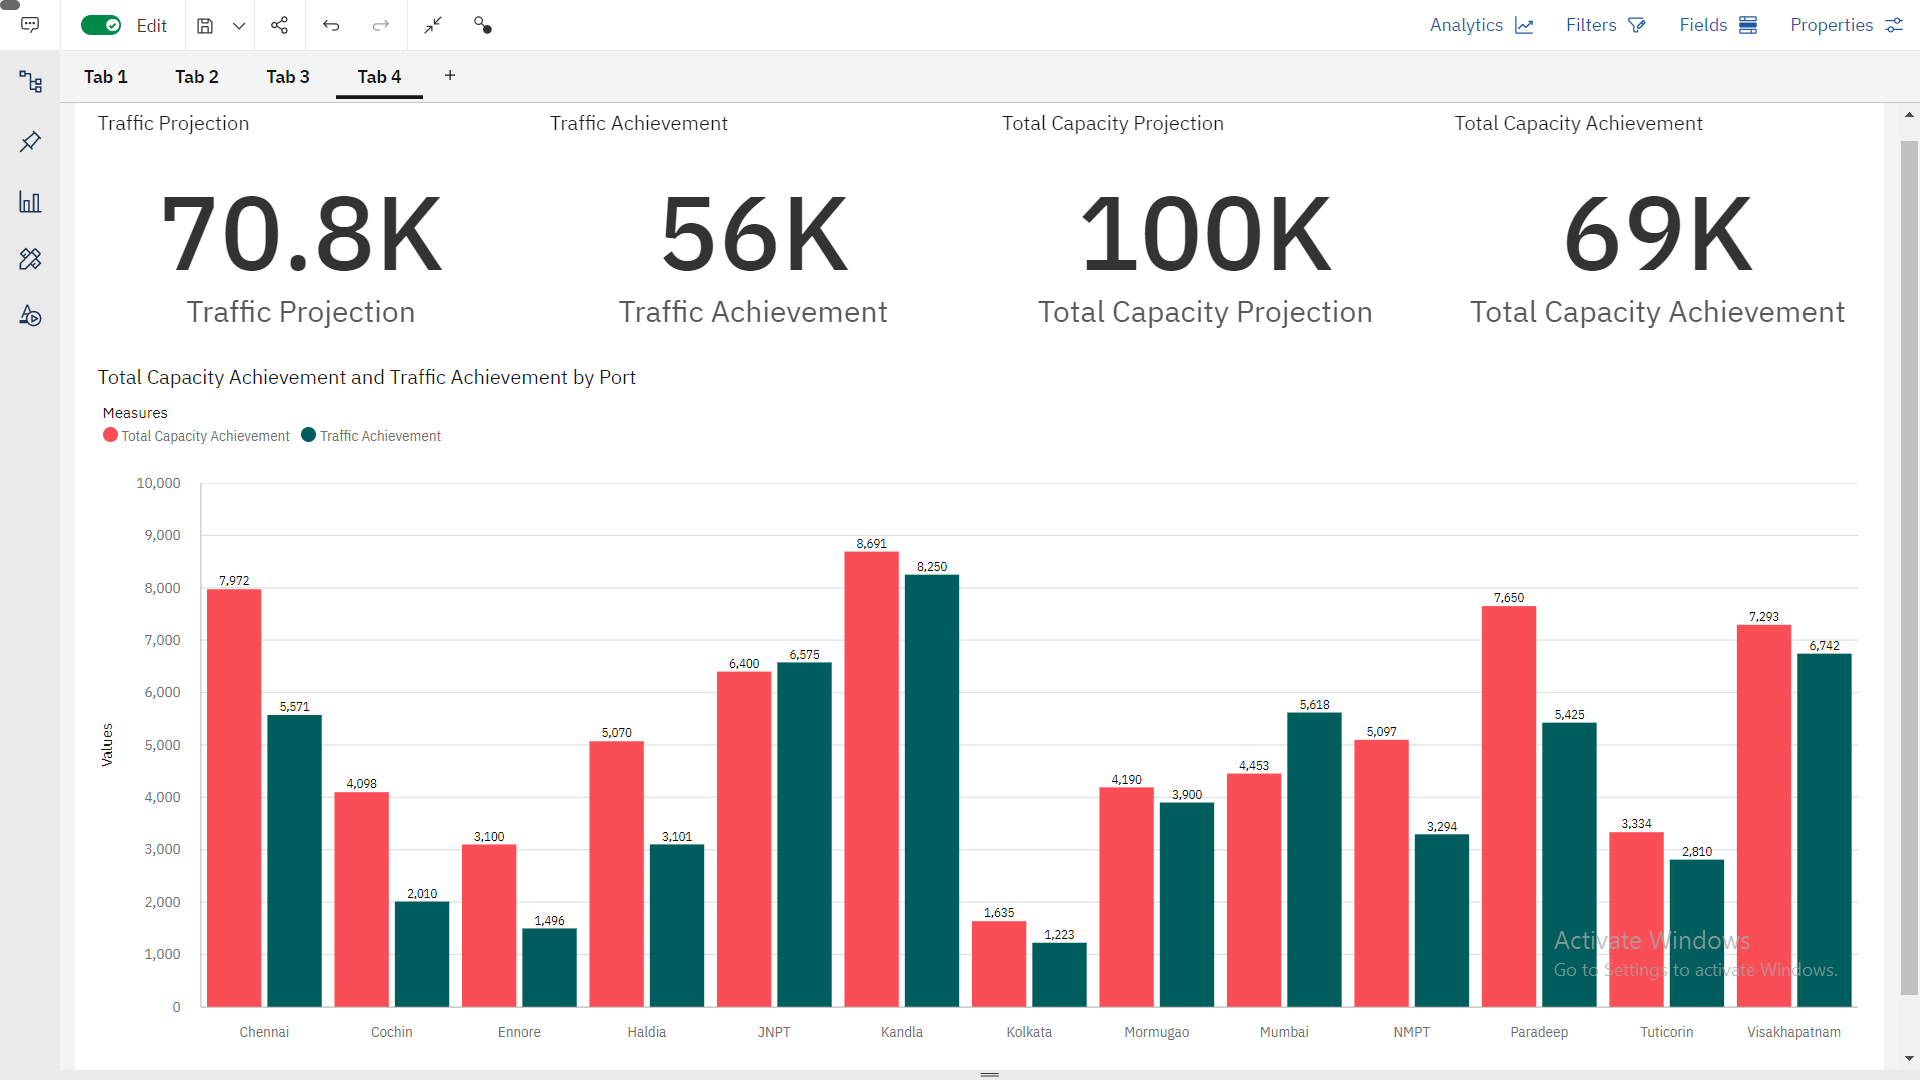 Edit
Analytics Filters Fields Properties
Tab 1 Tab 2 Tab 3 Tab 4 +
Traffic Projection Traffic Achievement Total Capacity Projection Total Capacity Achievement
70.8K 56K 100K 69K
Traffic Projection Traffic Achievement Total Capacity Projection Total Capacity Achievement
Total Capacity Achievement and Traffic Achievement by Port
Measures
Total Capacity Achievement Traffic Achievement
Values
10,000
9,000
8,000
7,000
6,000
5,000
4,000
3,000
2,000
1,000
0
7,972
5,571
4,098
2,010
3,100
1,496
5,070
3,101
6,400
6,575
8,691
8,250
1,635
1,223
4,190
3,900
4,453
5,618
5,097
3,294
7,650
5,425
3,334
2,810
7,293
6,742
Chennai Cochin Ennore Haldia JNPT Kandla Kolkata Mormugao Mumbai NMPT Paradeep Tuticorin Visakhapatnam
Activate Windows
Go to Settings to activate Windows.